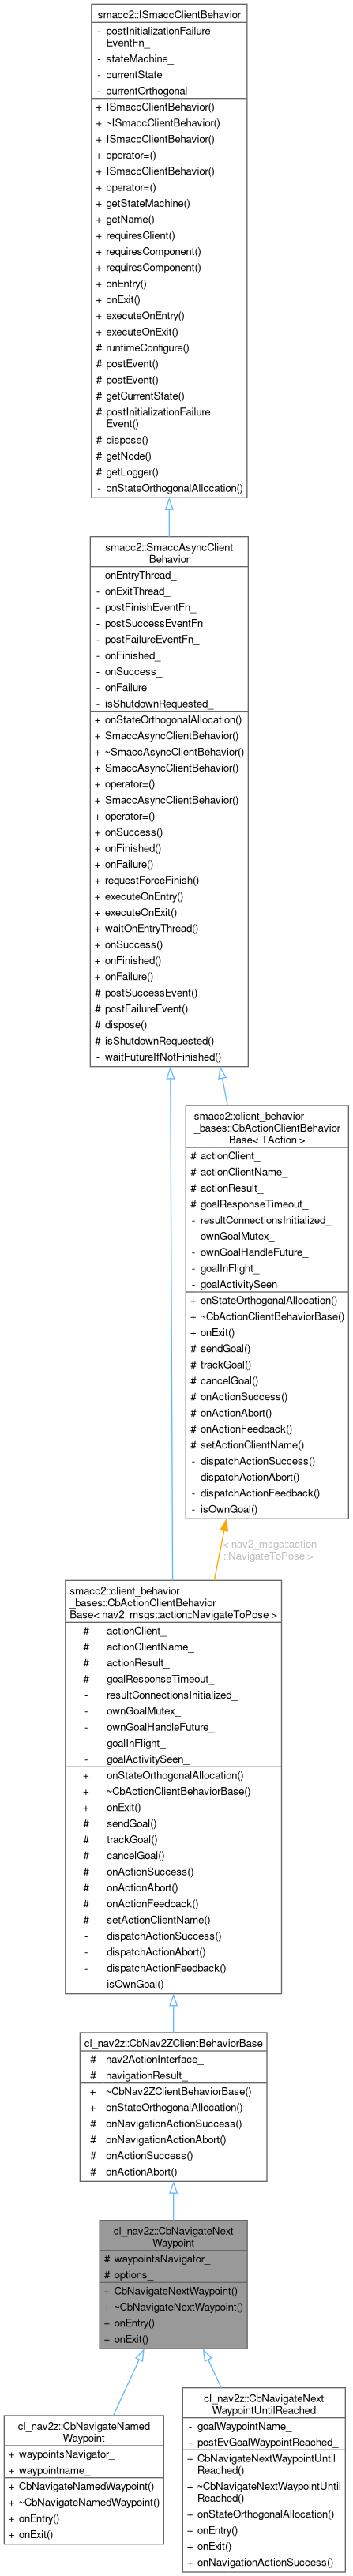 smacc2::ISmaccClientBehavior
- postInitializationFailure
EventFn_
- stateMachine_
- currentState
- currentOrthogonal
+ ISmaccClientBehavior()
+ ~ISmaccClientBehavior()
+ ISmaccClientBehavior()
+ operator=()
+ ISmaccClientBehavior()
+ operator=()
+ getStateMachine()
+ getName()
+ requiresClient()
+ requiresComponent()
+ requiresComponent()
+ onEntry()
+ onExit()
+ executeOnEntry()
+ executeOnExit()
# runtimeConfigure()
# postEvent()
# postEvent()
# getCurrentState()
# postInitializationFailure
Event()
# dispose()
# getNode()
# getLogger()
- onStateOrthogonalAllocation()
smacc2::SmaccAsyncClient
Behavior
- onEntryThread_
- onExitThread_
- postFinishEventFn_
- postSuccessEventFn_
- postFailureEventFn_
- onFinished_
- onSuccess_
- onFailure_
- isShutdownRequested_
+ onStateOrthogonalAllocation()
+ SmaccAsyncClientBehavior()
+ ~SmaccAsyncClientBehavior()
+ SmaccAsyncClientBehavior()
+ operator=()
+ SmaccAsyncClientBehavior()
+ operator=()
+ onSuccess()
+ onFinished()
+ onFailure()
+ requestForceFinish()
+ executeOnEntry()
+ executeOnExit()
+ waitOnEntryThread()
+ onSuccess()
+ onFinished()
+ onFailure()
# postSuccessEvent()
# postFailureEvent()
# dispose()
# isShutdownRequested()
- waitFutureIfNotFinished()
smacc2::client_behavior
_bases::CbActionClientBehavior
Base< TAction >
# actionClient_
# actionClientName_
# actionResult_
# goalResponseTimeout_
- resultConnectionsInitialized_
- ownGoalMutex_
- ownGoalHandleFuture_
- goalInFlight_
- goalActivitySeen_
+ onStateOrthogonalAllocation()
+ ~CbActionClientBehaviorBase()
+ onExit()
# sendGoal()
# trackGoal()
# cancelGoal()
# onActionSuccess()
# onActionAbort()
# onActionFeedback()
# setActionClientName()
- dispatchActionSuccess()
- dispatchActionAbort()
- dispatchActionFeedback()
- isOwnGoal()
< nav2_msgs::action
::NavigateToPose >
smacc2::client_behavior
_bases::CbActionClientBehavior
Base< nav2_msgs::action::NavigateToPose >
# actionClient_
# actionClientName_
# actionResult_
# goalResponseTimeout_
- resultConnectionsInitialized_
- ownGoalMutex_
- ownGoalHandleFuture_
- goalInFlight_
- goalActivitySeen_
+ onStateOrthogonalAllocation()
+ ~CbActionClientBehaviorBase()
+ onExit()
# sendGoal()
# trackGoal()
# cancelGoal()
# onActionSuccess()
# onActionAbort()
# onActionFeedback()
# setActionClientName()
- dispatchActionSuccess()
- dispatchActionAbort()
- dispatchActionFeedback()
- isOwnGoal()
cl_nav2z::CbNav2ZClientBehaviorBase
# nav2ActionInterface_
# navigationResult_
+ ~CbNav2ZClientBehaviorBase()
+ onStateOrthogonalAllocation()
# onNavigationActionSuccess()
# onNavigationActionAbort()
# onActionSuccess()
# onActionAbort()
cl_nav2z::CbNavigateNext
Waypoint
# waypointsNavigator_
# options_
+ CbNavigateNextWaypoint()
+ ~CbNavigateNextWaypoint()
+ onEntry()
+ onExit()
cl_nav2z::CbNavigateNamed
Waypoint
+ waypointsNavigator_
+ waypointname_
+ CbNavigateNamedWaypoint()
+ ~CbNavigateNamedWaypoint()
+ onEntry()
+ onExit()
cl_nav2z::CbNavigateNext
WaypointUntilReached
- goalWaypointName_
- postEvGoalWaypointReached_
+ CbNavigateNextWaypointUntil
Reached()
+ ~CbNavigateNextWaypointUntil
Reached()
+ onStateOrthogonalAllocation()
+ onEntry()
+ onExit()
+ onNavigationActionSuccess()